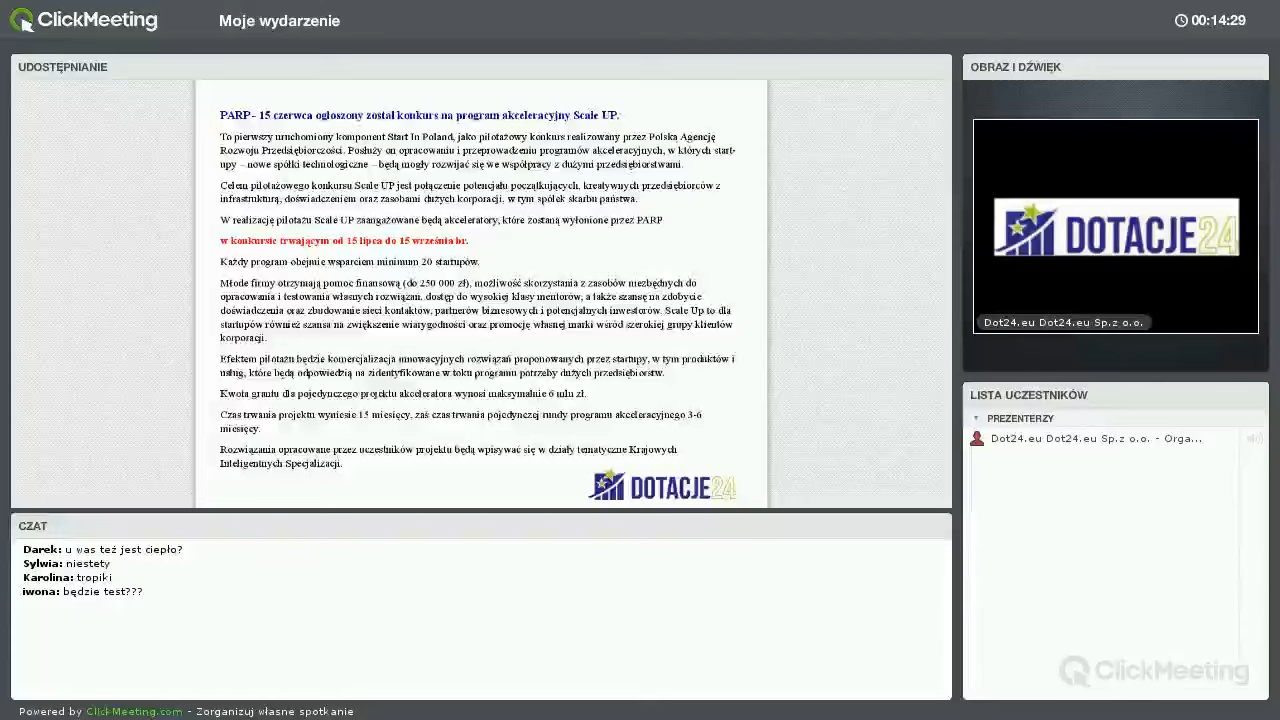 ClickMeeting
Moje wydarzenie
00:14:29
UDOSTĘPNIANIE
PARP- 15 czerwca ogłoszony został konkurs na program akceleracyjny Scale UP.
To pierwszy uruchomiony komponent Start In Poland, jako pilotażowy konkurs realizowany przez Polską Agencję
Rozwoju Przedsiębiorczości. Posłuży on opracowaniu i przeprowadzeniu programów akceleracyjnych, w których start-
upy – nowe spółki technologiczne – będą mogły rozwijać się we współpracy z dużymi przedsiębiorstwami.
Celem pilotażowego konkursu Scale UP jest połączenie potencjału początkujących, kreatywnych przedsiębiorców z
infrastrukturą, doświadczeniem oraz zasobami dużych korporacji, w tym spółek skarbu państwa.
W realizację pilotażu Scale UP zaangażowane będą akceleratory, które zostaną wyłonione przez PARP
w konkursie trwającym od 15 lipca do 15 września br.
Każdy program obejmie wsparciem minimum 20 startupów.
Młode firmy otrzymają pomoc finansową (do 250 000 zł), możliwość skorzystania z zasobów niezbędnych do
opracowania i testowania własnych rozwiązań, dostęp do wysokiej klasy mentorów, a także szansę na zdobycie
doświadczenia oraz zbudowanie sieci kontaktów, partnerów biznesowych i potencjalnych inwestorów. Scale Up to dla
startupów również szansa na zwiększenie wiarygodności oraz promocję własnej marki wśród szerokiej grupy klientów
korporacji.
Efektem pilotażu będzie komercjalizacja innowacyjnych rozwiązań proponowanych przez startupy, w tym produktów i
usług, które będą odpowiedzią na zidentyfikowane w toku programu potrzeby dużych przedsiębiorstw.
Kwota grantu dla pojedynczego projektu akceleratora wynosi maksymalnie 6 mln zł.
Czas trwania projektu wyniesie 15 miesięcy, zaś czas trwania pojedynczej rundy programu akceleracyjnego 3-6
miesięcy.
Rozwiązania opracowane przez uczestników projektu będą wpisywać się w działy tematyczne Krajowych
Inteligentnych Specjalizacji.
DOTACJE24
OBRAZ I DŹWIĘK
DOTACJE24
Dot24.eu Dot24.eu Sp.z o.o.
LISTA UCZESTNIKÓW
PREZENTERZY
Dot24.eu Dot24.eu Sp.z o.o. - Orga...
ClickMeeting
CZAT
Darek: u was też jest ciepło?
Sylwia: niestety
Karolina: tropiki
iwona: będzie test???
Powered by ClickMeeting.com - Zorganizuj własne spotkanie